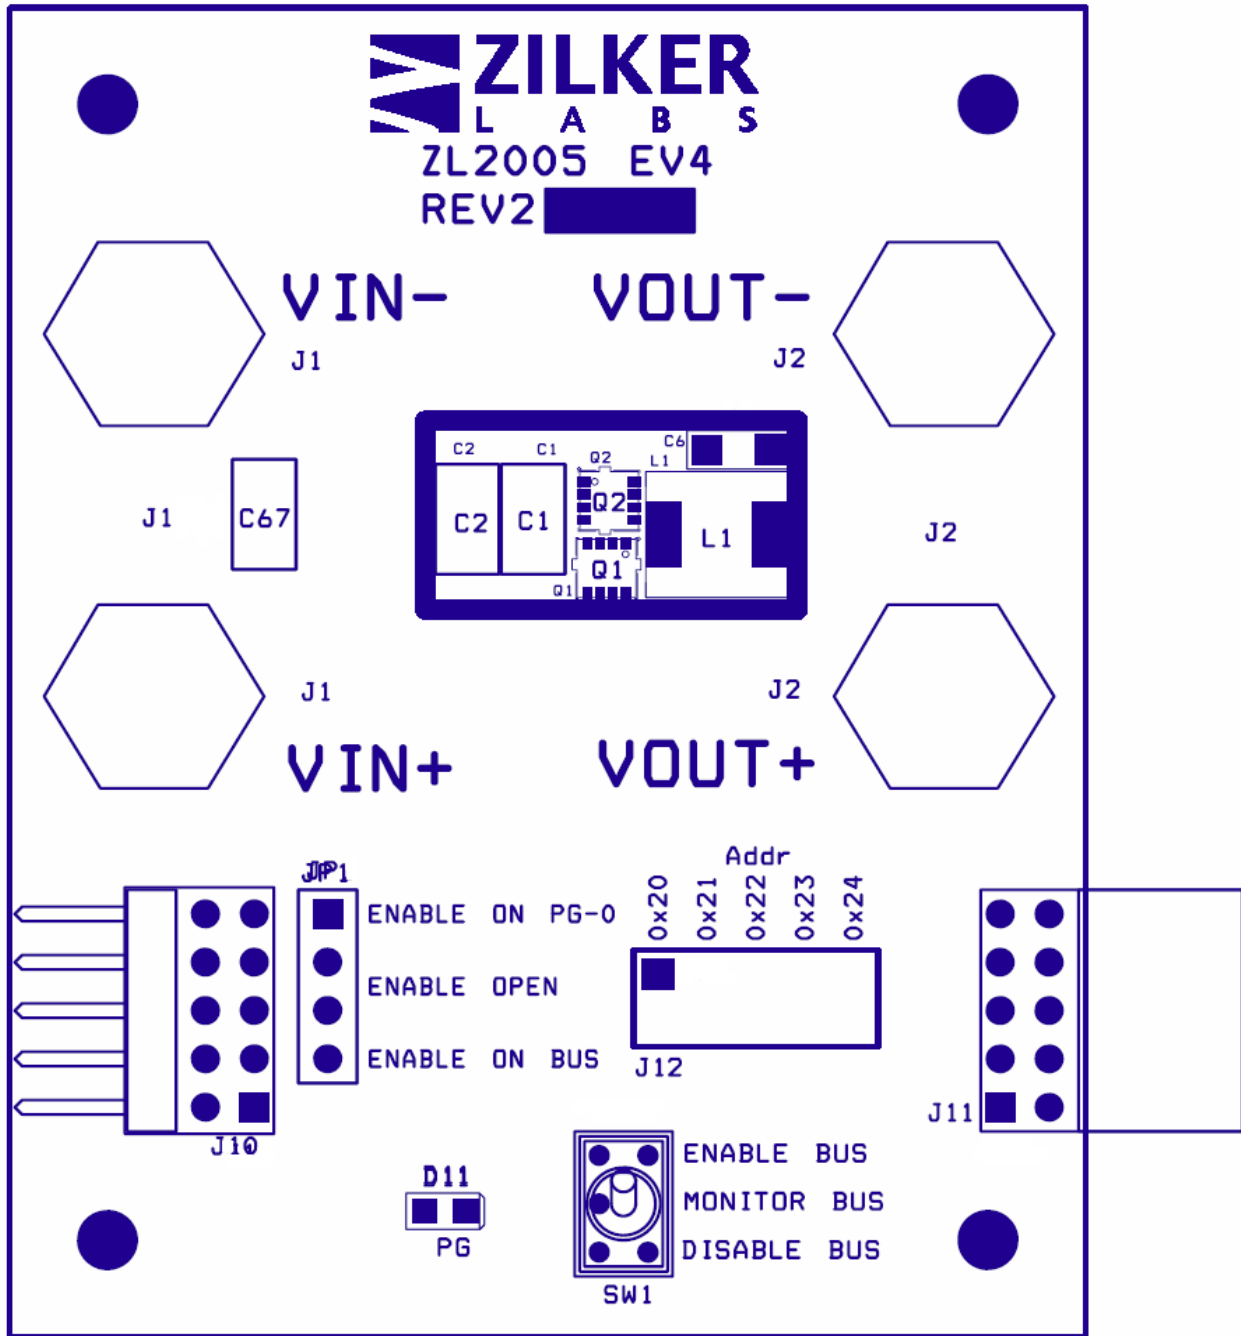 ZILKER
LABS
ZL2005 EV4
REV2
VIN- VOUT-
J1 J2
C2 C1 Q2 L1 C6
J1 C67 C2 C1 Q2 L1 J2
Q1 Q1
J1 J2
VIN+ VOUT+
Addr
0x20 0x21 0x22 0x23 0x24
JP1
ENABLE ON PG-0
ENABLE OPEN
ENABLE ON BUS
J12
J11
J10
D11
PG
ENABLE BUS
MONITOR BUS
DISABLE BUS
SW1